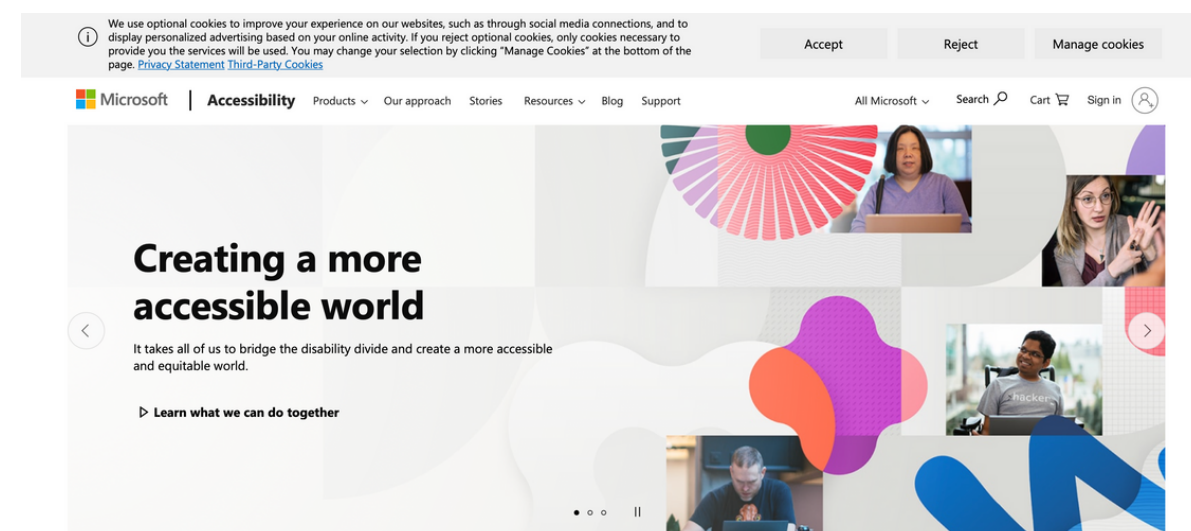 We use optional cookies to improve your experience on our websites, such as through social media connections, and to
display personalized advertising based on your online activity. If you reject optional cookies, only cookies necessary to
provide you the services will be used. You may change your selection by clicking "Manage Cookies" at the bottom of the
page. Privacy Statement Third-Party Cookies
Accept
Reject
Manage cookies
Microsoft
Accessibility
Products
Our approach
Stories
Resources
Blog
Support
All Microsoft
Search
Cart
Sign in
Creating a more
accessible world
It takes all of us to bridge the disability divide and create a more accessible
and equitable world.
Learn what we can do together
hacker